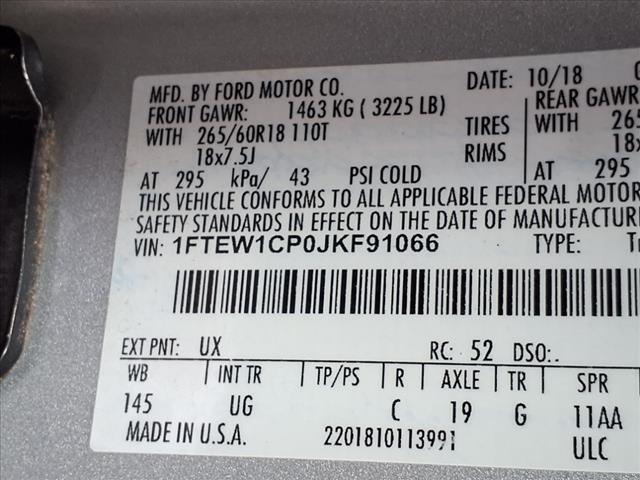 MFD. BY FORD MOTOR CO. DATE: 10/18
FRONT GAWR: 1463 KG ( 3225 LB) REAR GAWR
WITH 265/60R18 110T TIRES 265
18x7.5J RIMS 18x
AT 295 kPa/ 43 PSI COLD AT 295
THIS VEHICLE CONFORMS TO ALL APPLICABLE FEDERAL MOTOR
SAFETY STANDARDS IN EFFECT ON THE DATE OF MANUFACTURE
VIN: 1FTEW1CP0JKF91066 TYPE:
EXT PNT: UX RC: 52 DSO:.
WB INT TR TP/PS R AXLE TR SPR
145 UG C 19 G 11AA
MADE IN U.S.A. 2201810113991 ULC